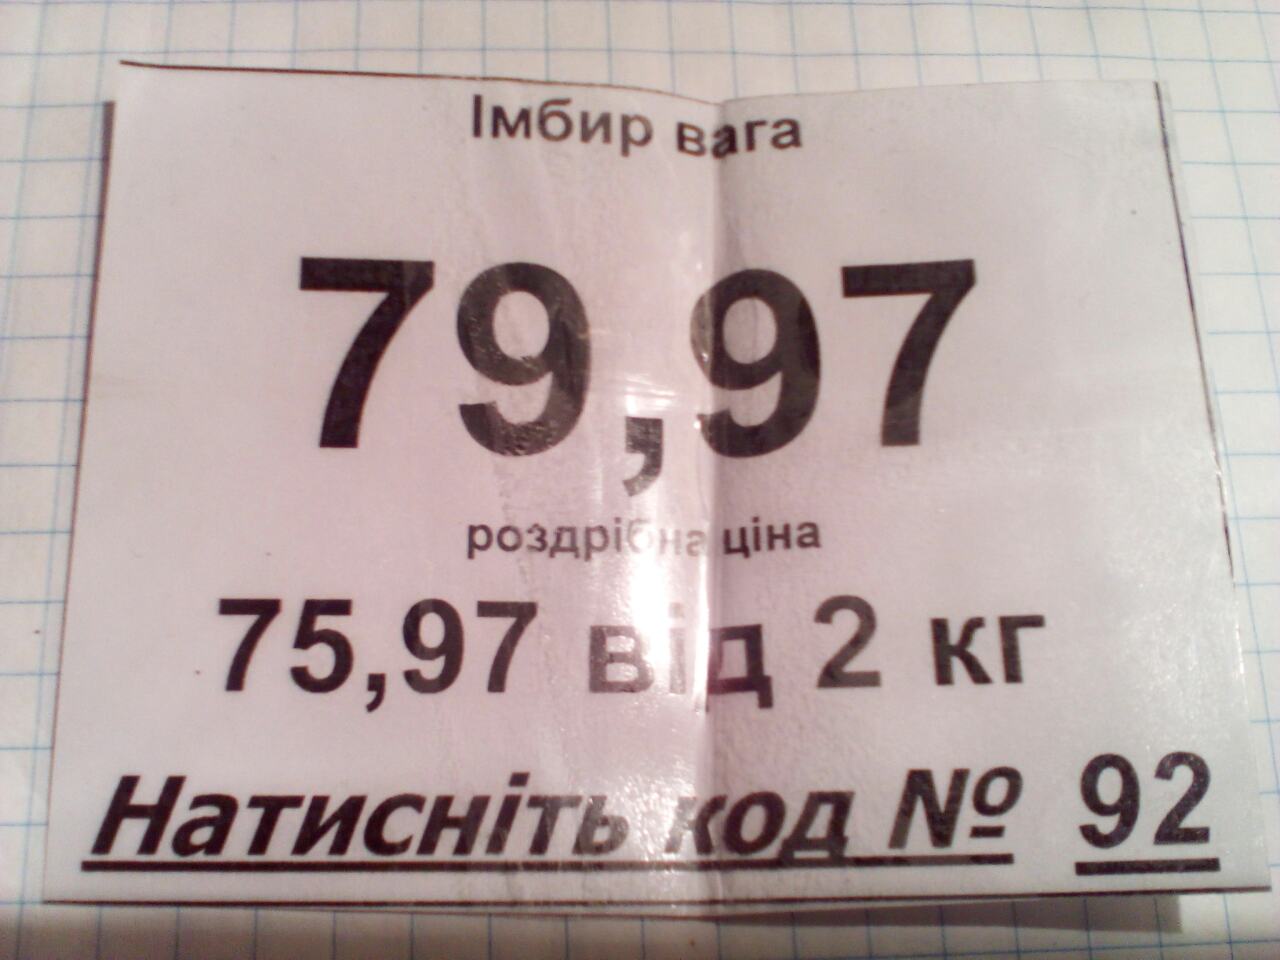 Імбир вага
79,97
роздрібна ціна
75,97 від 2 кг
Натисніть код № 92